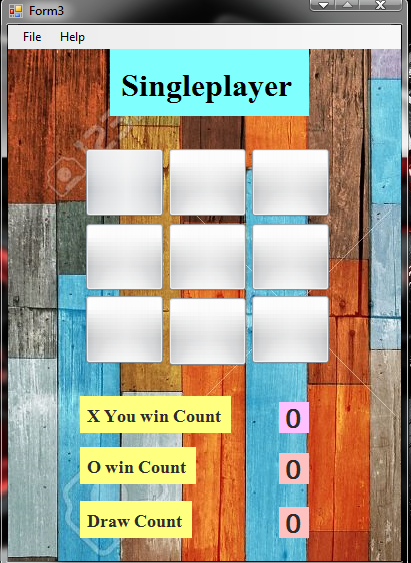 Form3
File Help
Singleplayer
X You win Count 0
O win Count 0
Draw Count 0